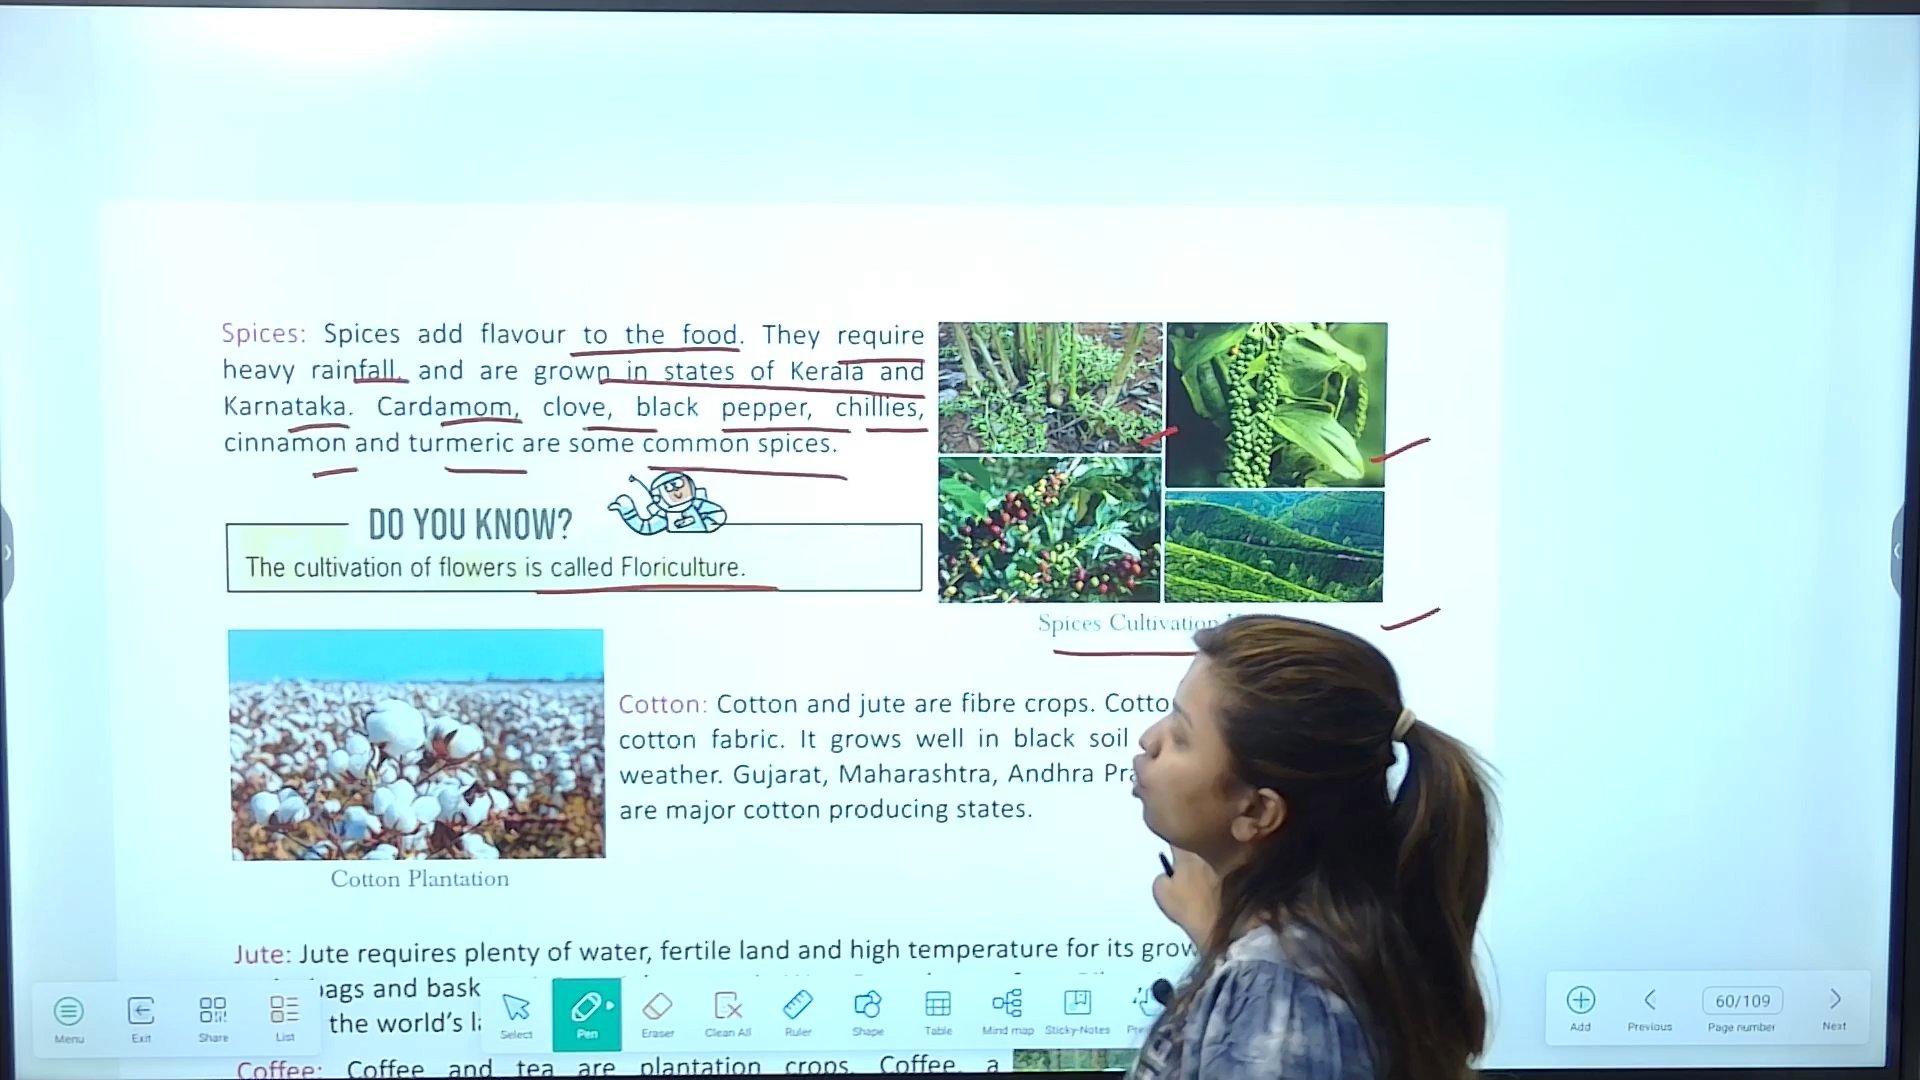 Spices: Spices add flavour to the food. They require
heavy rainfall, and are grown in states of Kerala and
Karnataka. Cardamom, clove, black pepper, chillies,
cinnamon and turmeric are some common spices.
DO YOU KNOW?
The cultivation of flowers is called Floriculture.
Spices Cultivation
Cotton: Cotton and jute are fibre crops.
cotton fabric. It grows well in black soil
weather. Gujarat, Maharashtra, Andhra
are major cotton producing states.
Cotton Plantation
Jute: Jute requires plenty of water, fertile land and high temperature for its
bags and
the world's
Coffee: Coffee and tea are plantation crops. Coffee, a
Menu
Exit
Share
List
Select
Pen
Eraser
Clean All
Ruler
Shape
Table
Mind map
Sticky-Notes
Add
Previous
60/109
Page number
Next